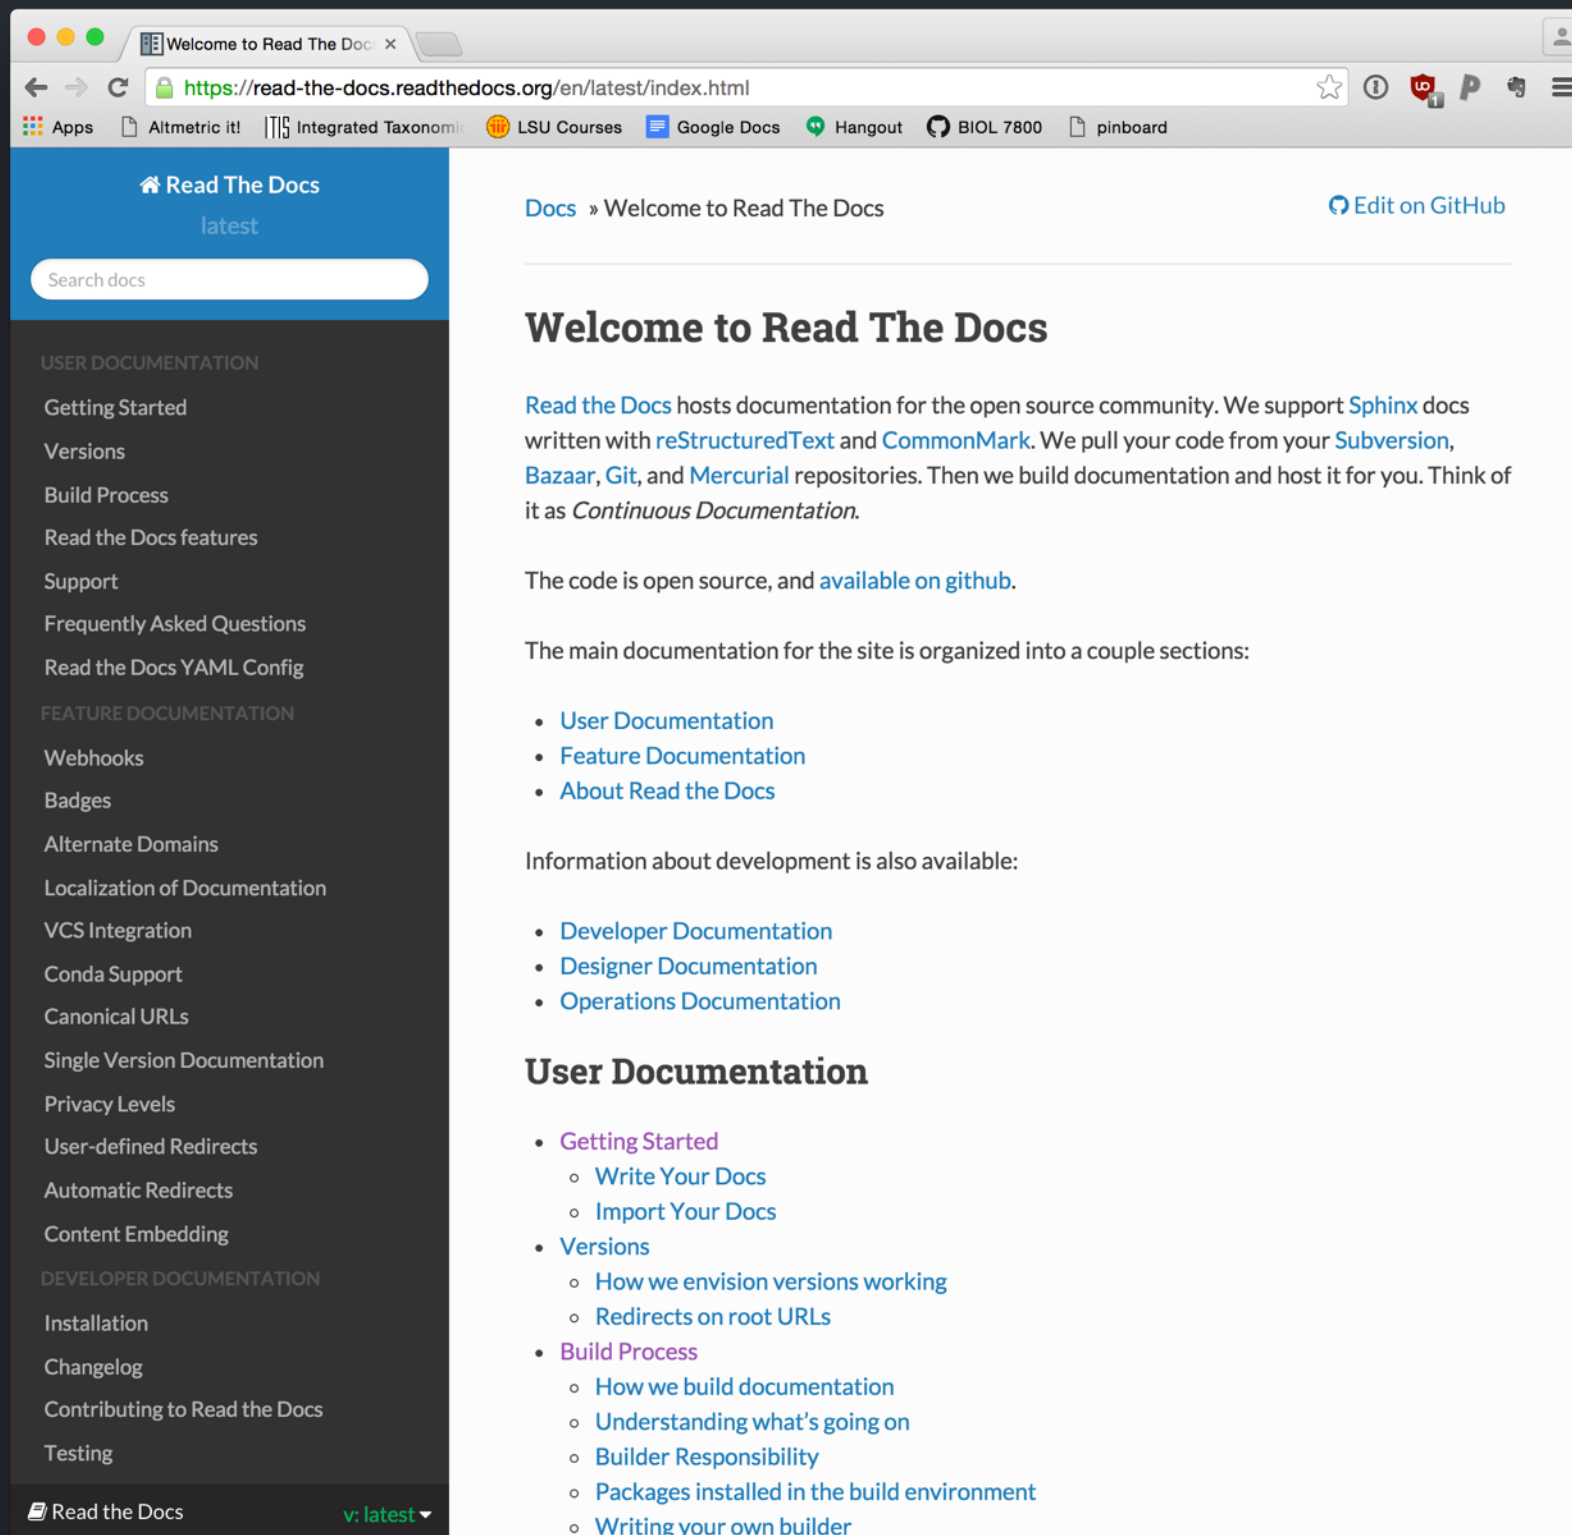 Welcome to Read The Doc
https://read-the-docs.readthedocs.org/en/latest/index.html
1
Apps
Altmetric it!
ITIS Integrated Taxonomi
LSU Courses
Google Docs
Hangout
BIOL 7800
pinboard
Read The Docs
latest
Search docs
USER DOCUMENTATION
Getting Started
Versions
Build Process
Read the Docs features
Support
Frequently Asked Questions
Read the Docs YAML Config
FEATURE DOCUMENTATION
Webhooks
Badges
Alternate Domains
Localization of Documentation
VCS Integration
Conda Support
Canonical URLs
Single Version Documentation
Privacy Levels
User-defined Redirects
Automatic Redirects
Content Embedding
DEVELOPER DOCUMENTATION
Installation
Changelog
Contributing to Read the Docs
Testing
Read the Docs
v: latest
Docs » Welcome to Read The Docs
Edit on GitHub
Welcome to Read The Docs
Read the Docs hosts documentation for the open source community. We support Sphinx docs
written with reStructuredText and CommonMark. We pull your code from your Subversion,
Bazaar, Git, and Mercurial repositories. Then we build documentation and host it for you. Think of
it as Continuous Documentation.
The code is open source, and available on github.
The main documentation for the site is organized into a couple sections:
• User Documentation
• Feature Documentation
• About Read the Docs
Information about development is also available:
• Developer Documentation
• Designer Documentation
• Operations Documentation
User Documentation
• Getting Started
◦ Write Your Docs
◦ Import Your Docs
• Versions
◦ How we envision versions working
◦ Redirects on root URLs
• Build Process
◦ How we build documentation
◦ Understanding what's going on
◦ Builder Responsibility
◦ Packages installed in the build environment
◦ Writing your own builder